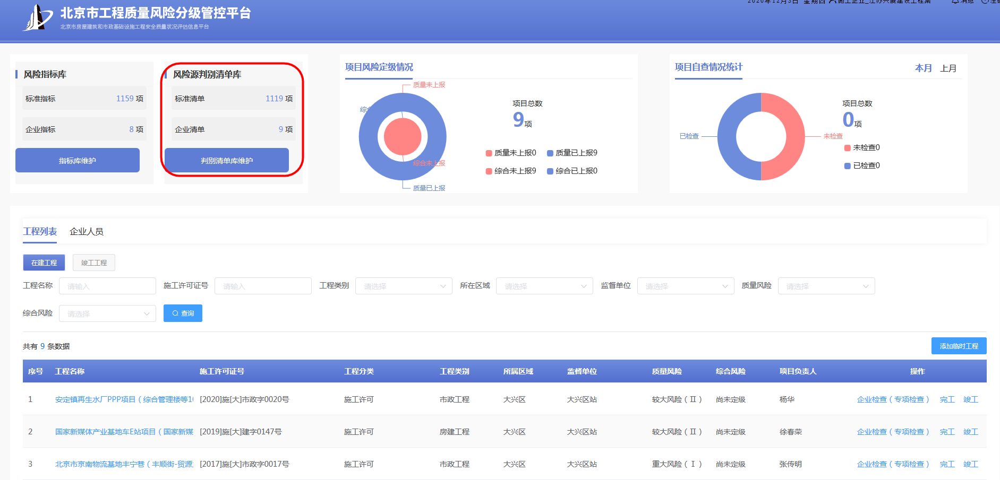 北京市工程质量风险分级管控平台
北京市房屋建筑和市政基础设施工程安全质量状况评估信息平台
2020年12月3日 星期四 施工企业_江苏兴厦建设工程集 消息
风险指标库
标准指标 1159 项
企业指标 8 项
指标库维护
风险源判别清单库
标准清单 1119 项
企业清单 9 项
判别清单库维护
项目风险定级情况
质量未上报
综合
综合未上报
质量已上报
项目总数
9项
质量未上报0 质量已上报9
综合未上报9 综合已上报0
项目自查情况统计 本月 上月
已检查
未检查
项目总数
0项
未检查0
已检查0
工程列表 企业人员
在建工程 竣工工程
工程名称 请输入 施工许可证号 请输入 工程类别 请选择 所在区域 请选择 监督单位 请选择 质量风险 请选择
综合风险 请选择 查询
共有 9 条数据 添加临时工程
序号 工程名称 施工许可证号 工程分类 工程类别 所属区域 监督单位 质量风险 综合风险 项目负责人 操作
1 安定镇再生水厂PPP项目（综合管理楼等1 [2020]施[大]市政字0020号 施工许可 市政工程 大兴区 大兴区站 较大风险（Ⅱ） 尚未定级 杨华 企业检查（专项检查） 完工 竣工
2 国家新媒体产业基地车E站项目（国家新媒 [2019]施[大]建字0147号 施工许可 房建工程 大兴区 大兴区站 较大风险（Ⅱ） 尚未定级 徐春荣 企业检查（专项检查） 完工 竣工
3 北京市京南物流基地丰宁巷（丰顺街-贸源 [2017]施[大]市政字0017号 施工许可 市政工程 大兴区 大兴区站 重大风险（Ⅰ） 尚未定级 张传明 企业检查（专项检查） 完工 竣工